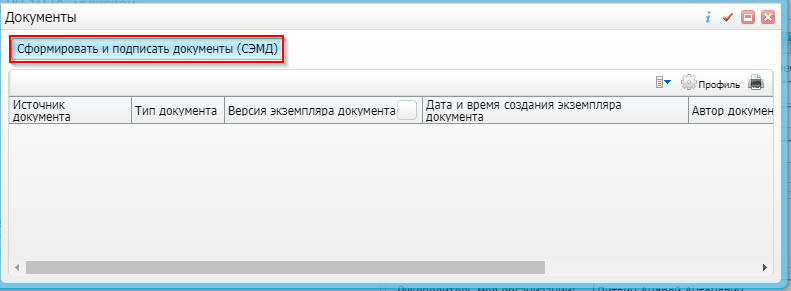 Документы
Сформировать и подписать документы (СЭМД)
Профиль
Источник
документа
Тип документа
Версия экземпляра документа
Дата и время создания экземпляра
документа
Автор докумен